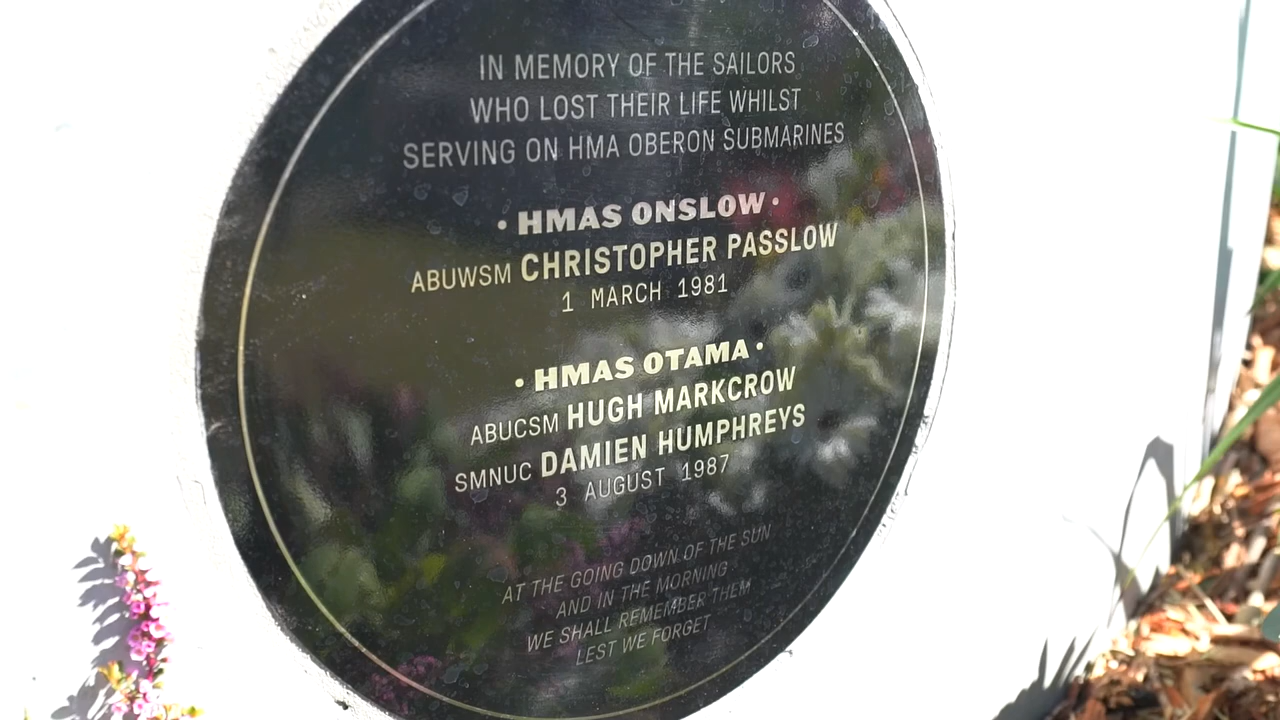 IN MEMORY OF THE SAILORS
WHO LOST THEIR LIFE WHILST
SERVING ON HMA OBERON SUBMARINES
• HMAS ONSLOW •
ABUWSM CHRISTOPHER PASSLOW
1 MARCH 1981
• HMAS OTAMA •
ABUCSM HUGH MARKCROW
SMNUC DAMIEN HUMPHREYS
3 AUGUST 1987
AT THE GOING DOWN OF THE SUN
AND IN THE MORNING
WE SHALL REMEMBER THEM
LEST WE FORGET